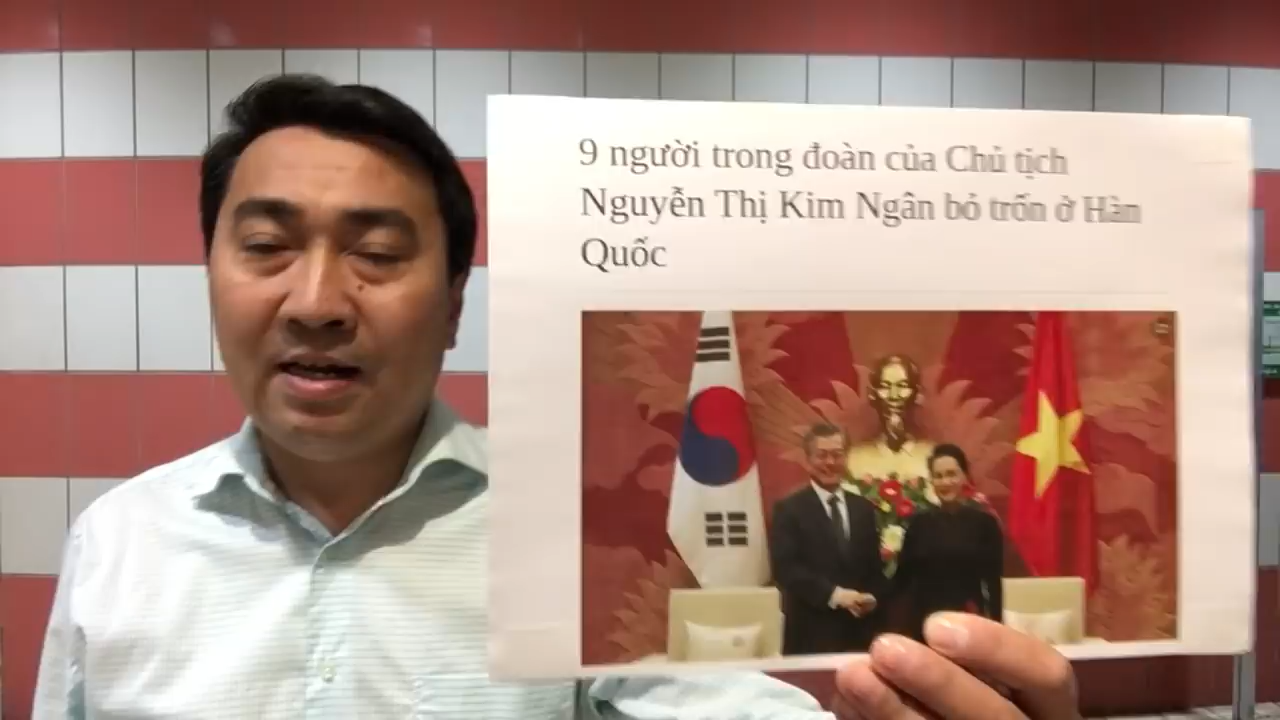 9 người trong đoàn của Chủ tịch
Nguyễn Thị Kim Ngân bỏ trốn ở Hàn
Quốc